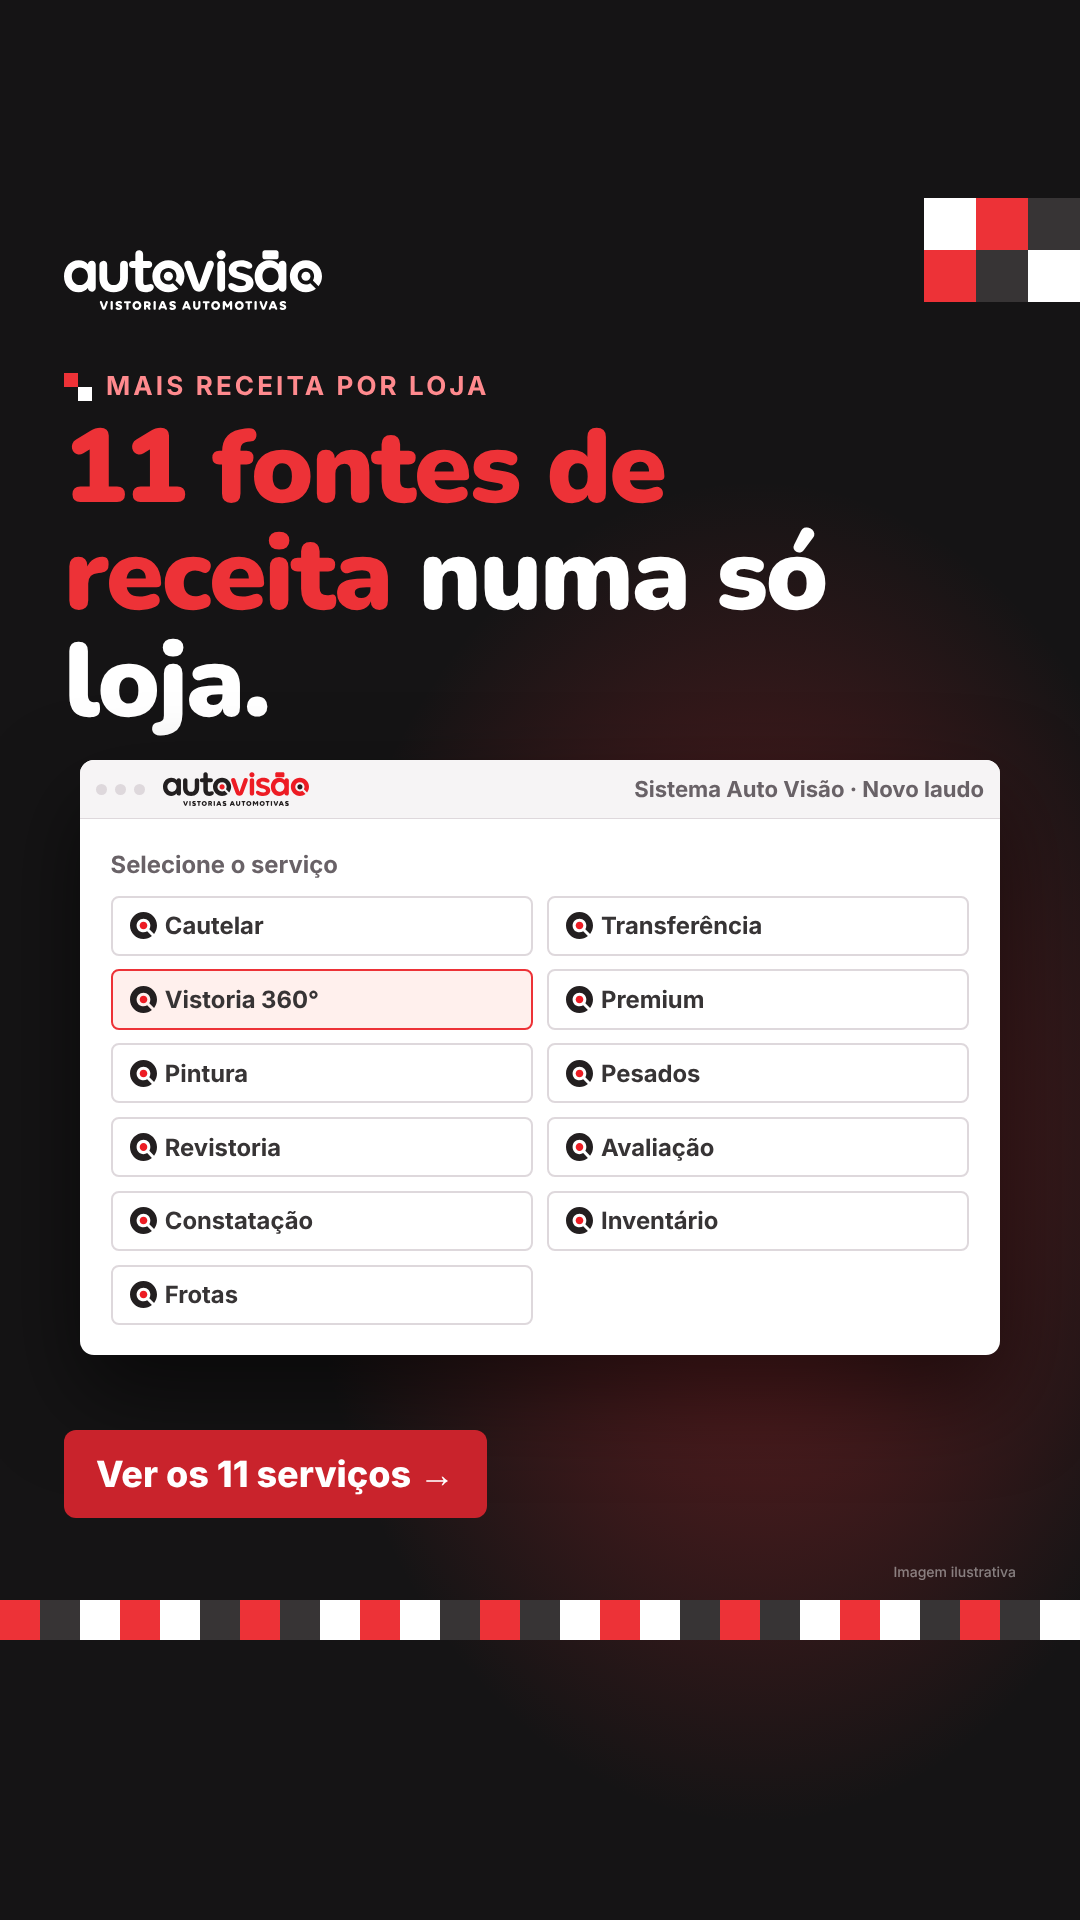 autovisão
VISTORIAS AUTOMOTIVAS
MAIS RECEITA POR LOJA
11 fontes de
receita numa só
loja.
autovisão
VISTORIAS AUTOMOTIVAS
Sistema Auto Visão · Novo laudo
Selecione o serviço
Cautelar
Transferência
Vistoria 360°
Premium
Pintura
Pesados
Revistoria
Avaliação
Constatação
Inventário
Frotas
Ver os 11 serviços →
Imagem ilustrativa